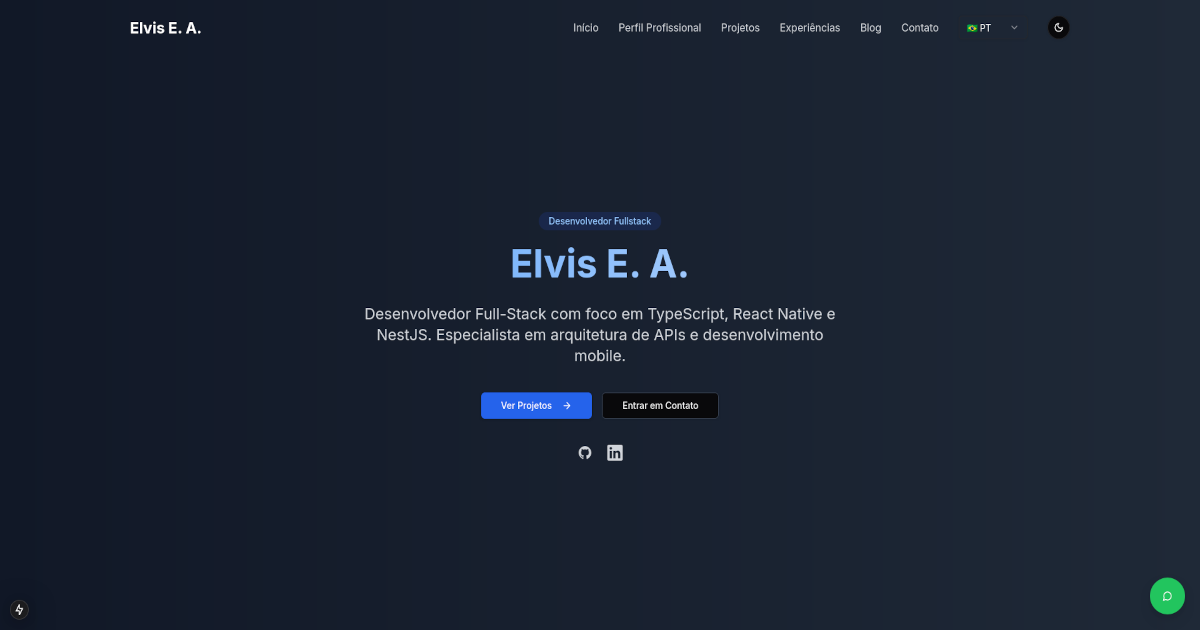 Elvis E. A.
Início Perfil Profissional Projetos Experiências Blog Contato 🇧🇷 PT
Desenvolvedor Fullstack
Elvis E. A.
Desenvolvedor Full-Stack com foco em TypeScript, React Native e
NestJS. Especialista em arquitetura de APIs e desenvolvimento
mobile.
Ver Projetos → Entrar em Contato
in